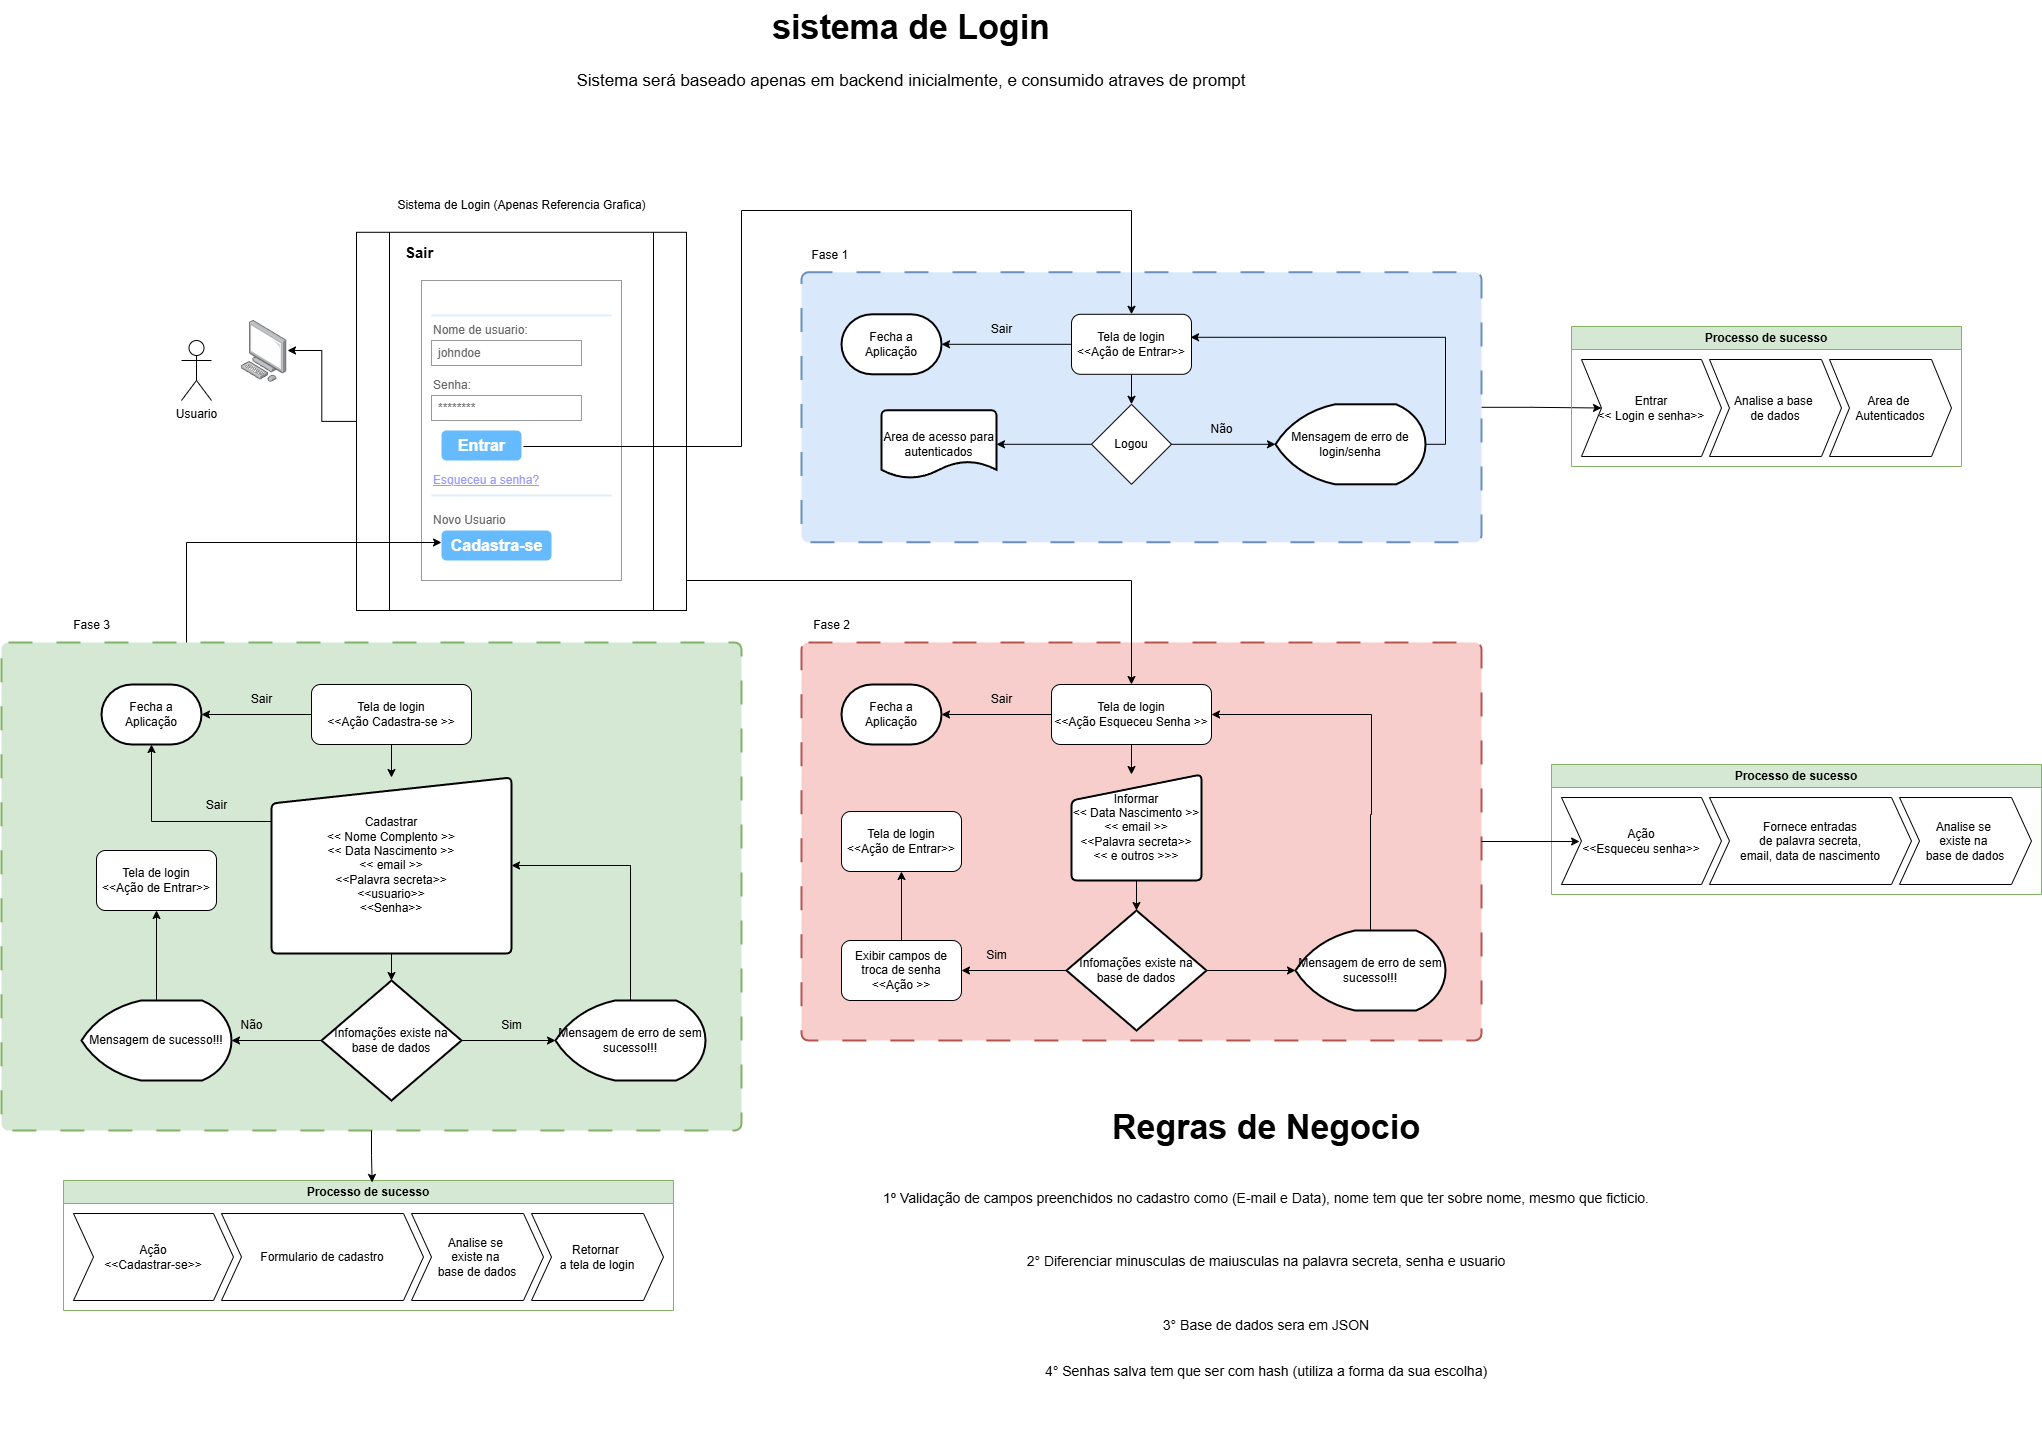 sistema de Login
Sistema será baseado apenas em backend inicialmente, e consumido atraves de prompt
Sistema de Login (Apenas Referencia Grafica)
Sair
Nome de usuario:
johndoe
Senha:
********
Entrar
Esqueceu a senha?
Novo Usuario
Cadastra-se
Usuario
Fase 1
Fecha a
Aplicação
Sair
Tela de login
<<Ação de Entrar>>
Area de acesso para
autenticados
Logou
Não
Mensagem de erro de
login/senha
Processo de sucesso
Entrar
<< Login e senha>>
Analise a base
de dados
Area de
Autenticados
Fase 3
Fecha a
Aplicação
Sair
Tela de login
<<Ação Cadastra-se >>
Sair
Cadastrar
<< Nome Complento >>
<< Data Nascimento >>
<< email >>
<<Palavra secreta>>
<<usuario>>
<<Senha>>
Tela de login
<<Ação de Entrar>>
Mensagem de sucesso!!!
Não
Infomações existe na
base de dados
Sim
Mensagem de erro de sem
sucesso!!!
Processo de sucesso
Ação
<<Cadastrar-se>>
Formulario de cadastro
Analise se
existe na
base de dados
Retornar
a tela de login
Fase 2
Fecha a
Aplicação
Sair
Tela de login
<<Ação Esqueceu Senha >>
Informar
<< Data Nascimento >>
<< email >>
<<Palavra secreta>>
<< e outros >>>
Tela de login
<<Ação de Entrar>>
Exibir campos de
troca de senha
<<Ação >>
Sim
Infomações existe na
base de dados
Mensagem de erro de sem
sucesso!!!
Processo de sucesso
Ação
<<Esqueceu senha>>
Fornece entradas
de palavra secreta,
email, data de nascimento
Analise se
existe na
base de dados
Regras de Negocio
1º Validação de campos preenchidos no cadastro como (E-mail e Data), nome tem que ter sobre nome, mesmo que ficticio.
2° Diferenciar minusculas de maiusculas na palavra secreta, senha e usuario
3° Base de dados sera em JSON
4° Senhas salva tem que ser com hash (utiliza a forma da sua escolha)